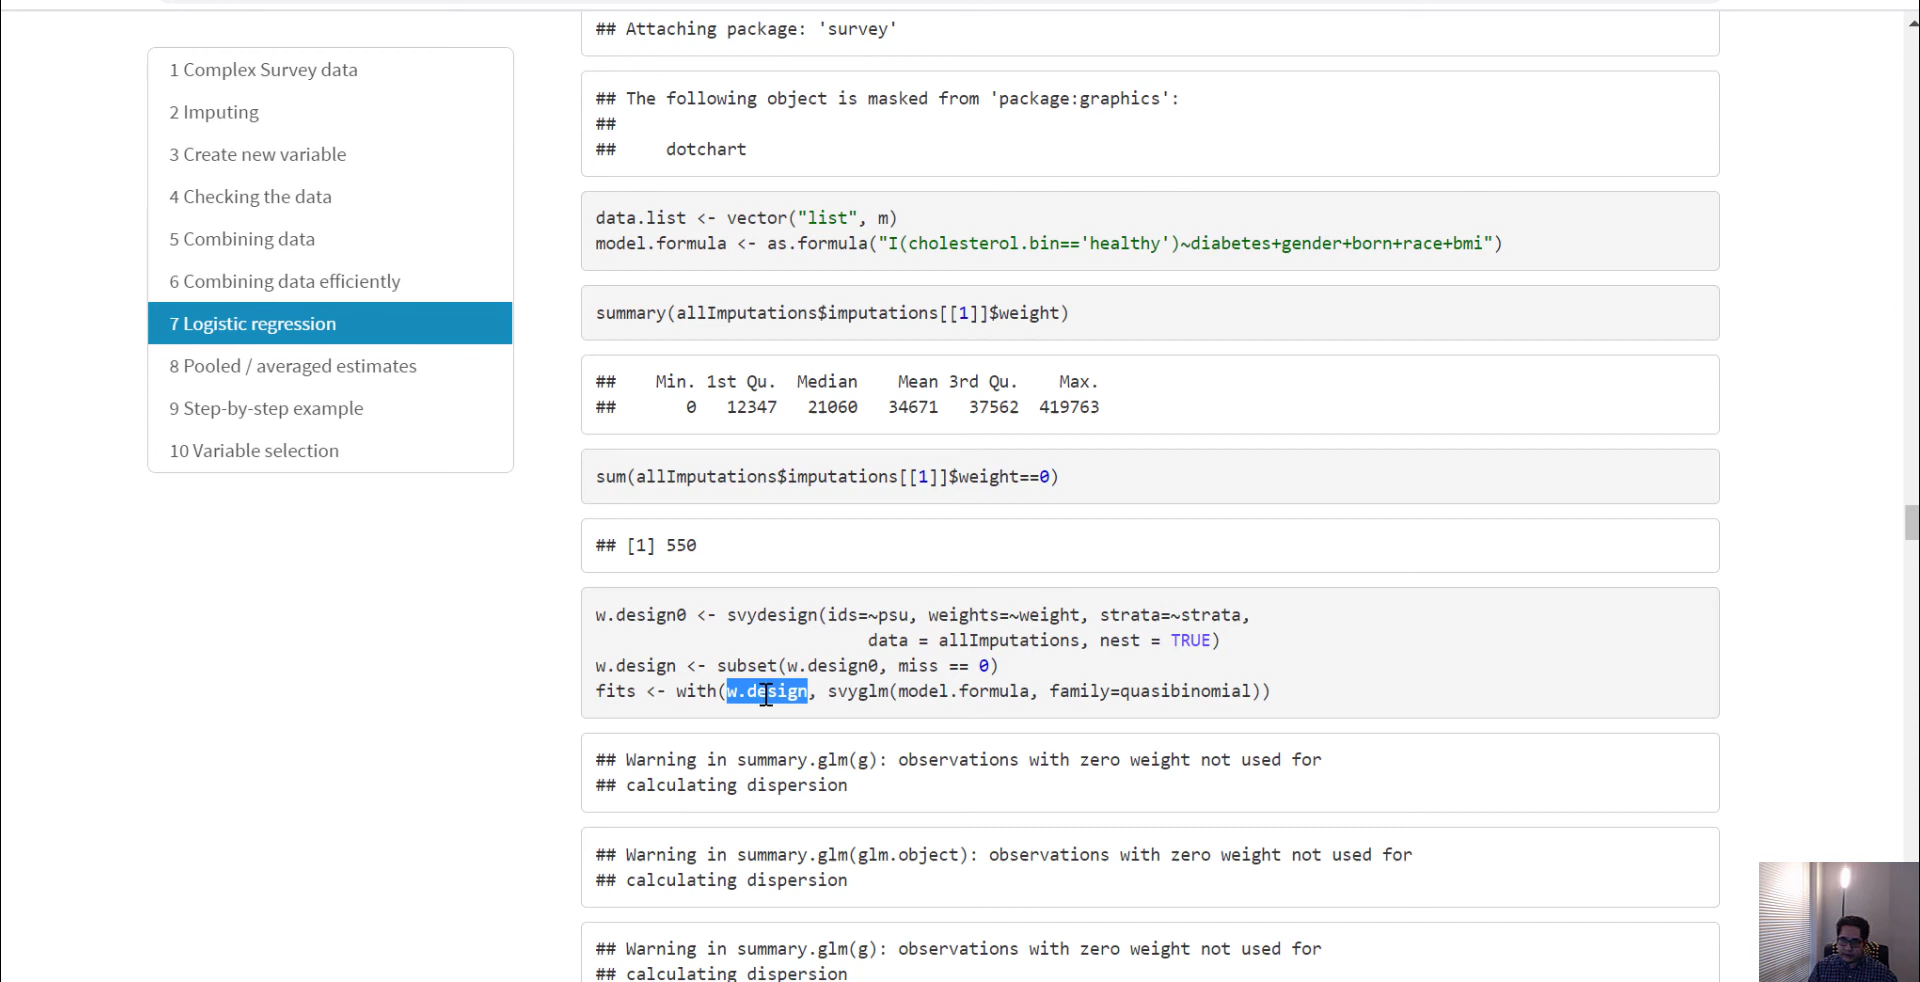 1 Complex Survey data
2 Imputing
3 Create new variable
4 Checking the data
5 Combining data
6 Combining data efficiently
7 Logistic regression
8 Pooled / averaged estimates
9 Step-by-step example
10 Variable selection
## Attaching package: 'survey'
## The following object is masked from 'package:graphics':
##
##     dotchart
data.list <- vector("list", m)
model.formula <- as.formula("I(cholesterol.bin=='healthy')~diabetes+gender+born+race+bmi")
summary(allImputations$imputations[[1]]$weight)
##    Min. 1st Qu.  Median    Mean 3rd Qu.    Max.
##       0   12347   21060   34671   37562  419763
sum(allImputations$imputations[[1]]$weight==0)
## [1] 550
w.design0 <- svydesign(ids=~psu, weights=~weight, strata=~strata,
                           data = allImputations, nest = TRUE)
w.design <- subset(w.design0, miss == 0)
fits <- with(w.design, svyglm(model.formula, family=quasibinomial))
## Warning in summary.glm(g): observations with zero weight not used for
## calculating dispersion
## Warning in summary.glm(glm.object): observations with zero weight not used for
## calculating dispersion
## Warning in summary.glm(g): observations with zero weight not used for
## calculating dispersion